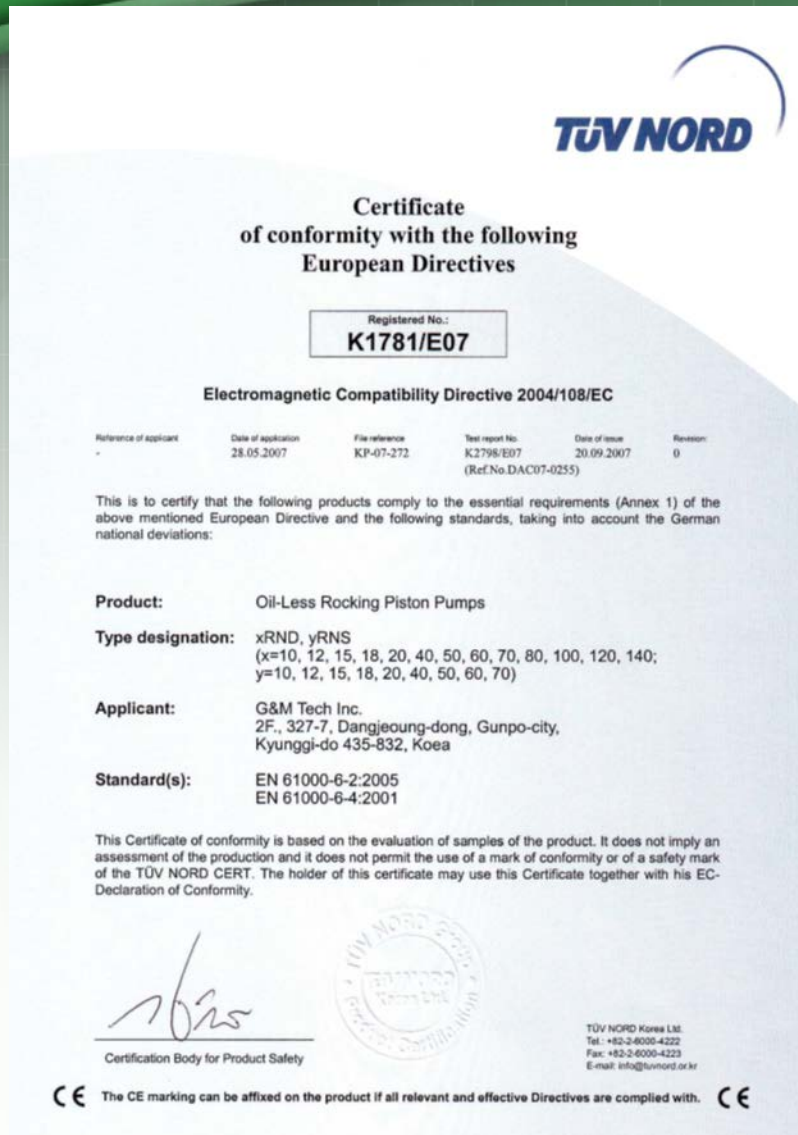 TÜV NORD
Certificate
of conformity with the following
European Directives
Registered No.:
K1781/E07
Electromagnetic Compatibility Directive 2004/108/EC
Reference of applicant Date of application File reference Test report No. Date of issue Revision:
- 28.05.2007 KP-07-272 K2798/E07 20.09.2007 0
(Ref.No.DAC07-0255)
This is to certify that the following products comply to the essential requirements (Annex 1) of the
above mentioned European Directive and the following standards, taking into account the German
national deviations:
Product: Oil-Less Rocking Piston Pumps
Type designation: xRND, yRNS
(x=10, 12, 15, 18, 20, 40, 50, 60, 70, 80, 100, 120, 140;
y=10, 12, 15, 18, 20, 40, 50, 60, 70)
Applicant: G&M Tech Inc.
2F., 327-7, Dangjeoung-dong, Gunpo-city,
Kyunggi-do 435-832, Koea
Standard(s): EN 61000-6-2:2005
EN 61000-6-4:2001
This Certificate of conformity is based on the evaluation of samples of the product. It does not imply an
assessment of the production and it does not permit the use of a mark of conformity or of a safety mark
of the TÜV NORD CERT. The holder of this certificate may use this Certificate together with his EC-
Declaration of Conformity.
TÜV NORD GROUP
TÜV NORD
Korea Ltd.
Product Certification
Certification Body for Product Safety
TÜV NORD Korea Ltd.
Tel.: +82-2-6000-4222
Fax: +82-2-6000-4223
E-mail: info@tuvnord.or.kr
CE The CE marking can be affixed on the product if all relevant and effective Directives are complied with. CE